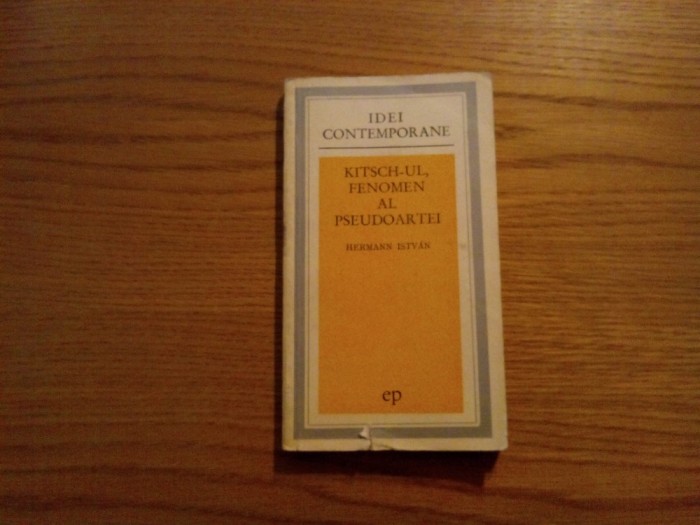 IDEI
CONTEMPORANE
KITSCH-UL,
FENOMEN
AL
PSEUDOARTEI
HERMANN ISTVÁN
ep